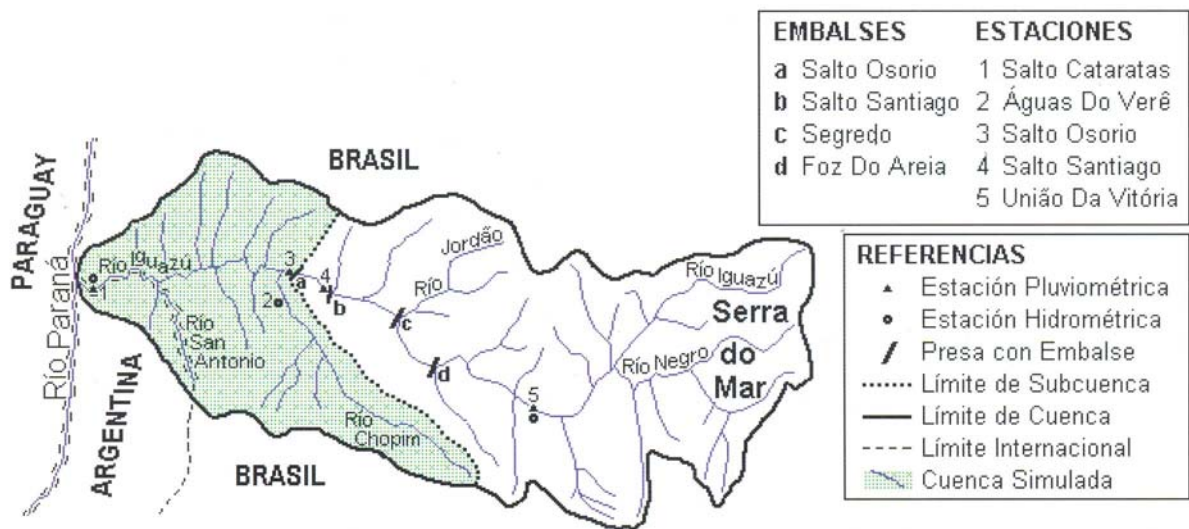 EMBALSES ESTACIONES
a Salto Osorio 1 Salto Cataratas
b Salto Santiago 2 Águas Do Verê
c Segredo 3 Salto Osorio
d Foz Do Areia 4 Salto Santiago
5 União Da Vitória
REFERENCIAS
Estación Pluviométrica
Estación Hidrométrica
Presa con Embalse
Límite de Subcuenca
Límite de Cuenca
Límite Internacional
Cuenca Simulada
PARAGUAY
BRASIL
Río Paraná
Río Iguazú
1
Río
San
Antonio
ARGENTINA
BRASIL
2
3
a
4
b
c
d
5
Río Jordão
Río
Chopim
Río Iguazú
Río Negro
Serra
do
Mar